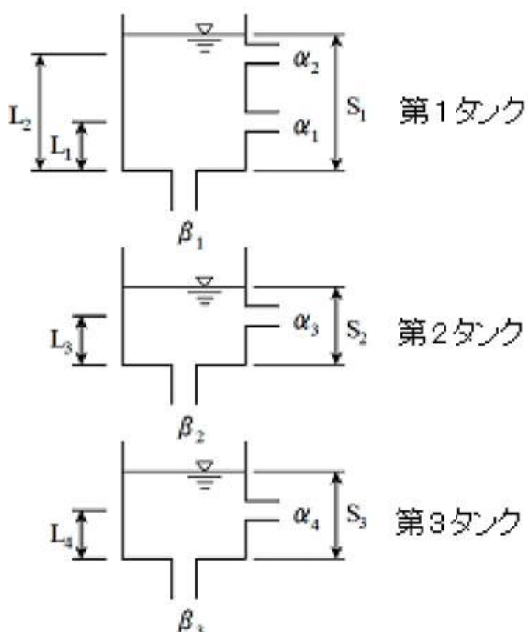 α₂
L₂
S₁ 第1タンク
L₁
α₁
β₁
L₃
α₃
S₂ 第2タンク
β₂
L₄
α₄
S₃ 第3タンク
β₃